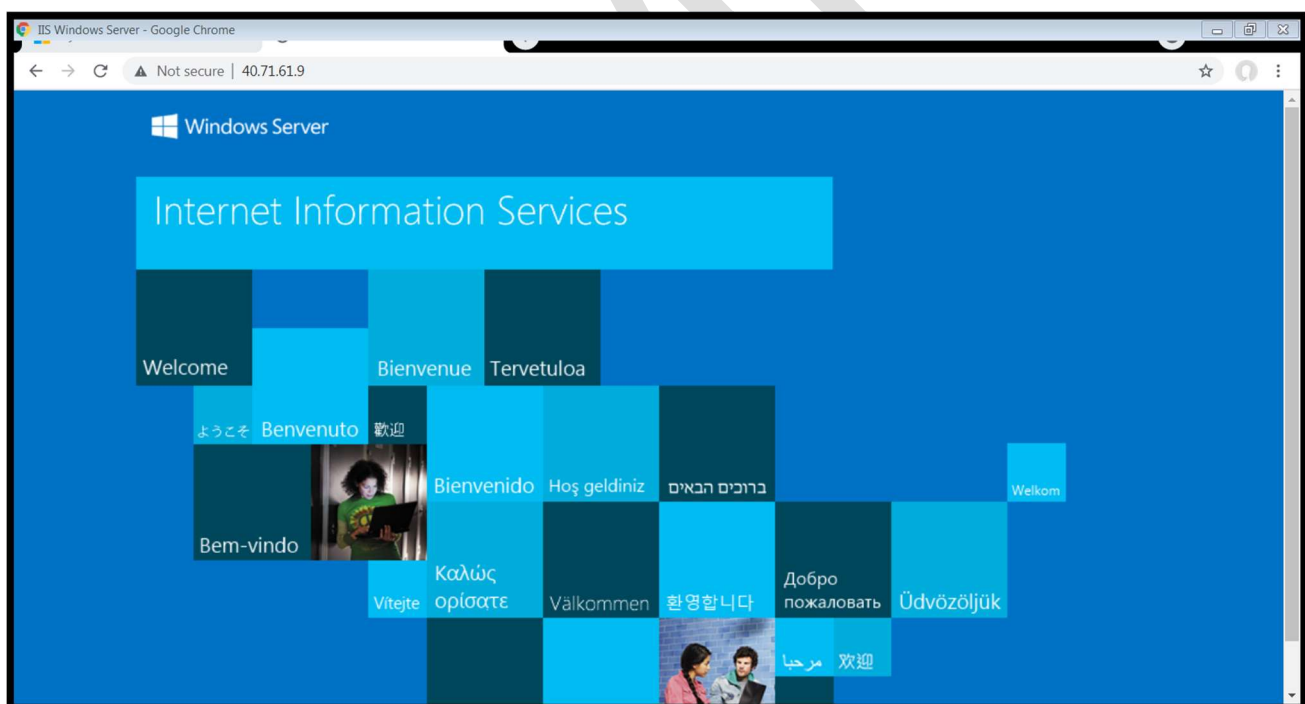 IIS Windows Server - Google Chrome
Not secure | 40.71.61.9
Windows Server
Internet Information Services
Welcome
Bienvenue
Tervetuloa
ようこそ
Benvenuto
歡迎
Bienvenido
Hoş geldiniz
ברוכים הבאים
Welkom
Bem-vindo
Vítejte
Καλώς
ορίσατε
Välkommen
환영합니다
Добро
пожаловать
Üdvözöljük
مرحبا
欢迎